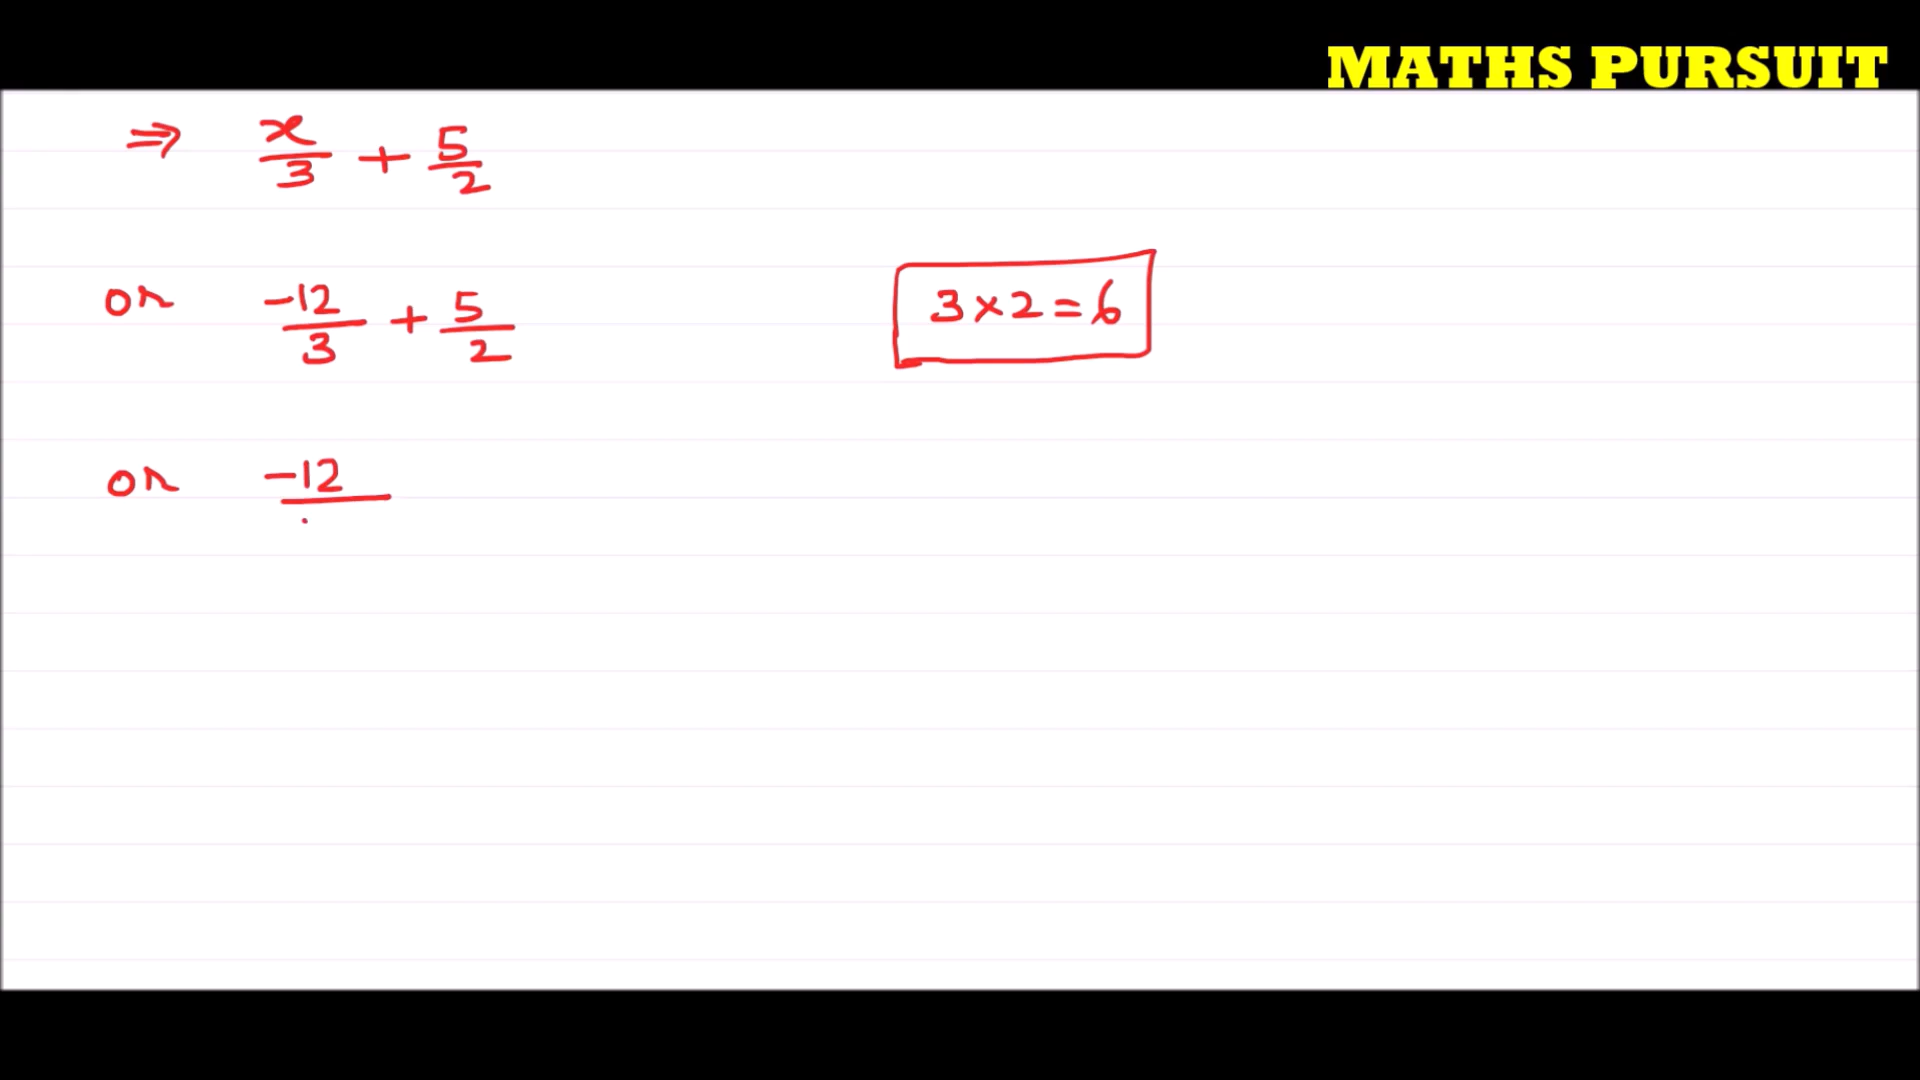 MATHS PURSUIT
⇒ x/3 + 5/2
or -12/3 + 5/2
3 × 2 = 6
or -12